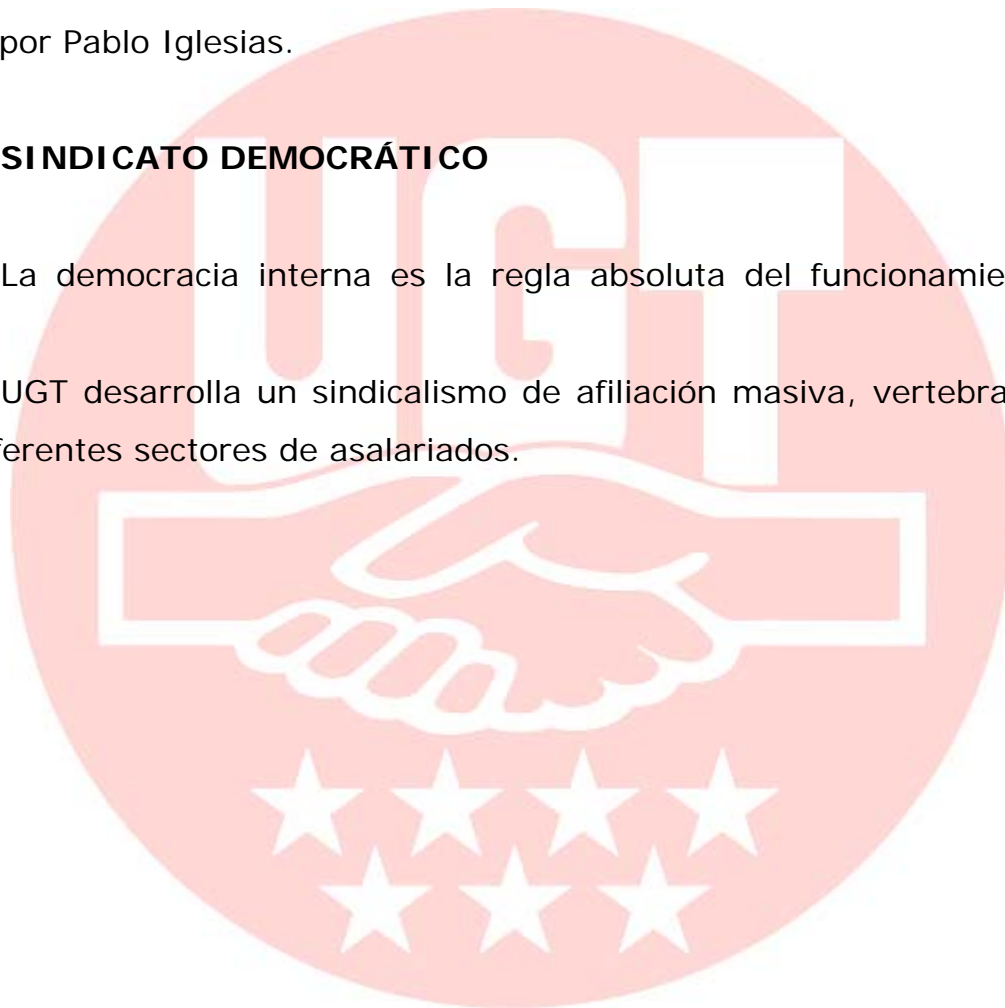 por Pablo Iglesias.
SINDICATO DEMOCRÁTICO
La democracia interna es la regla absoluta del funcionamie
UGT desarrolla un sindicalismo de afiliación masiva, vertebra
ferentes sectores de asalariados.
UGT